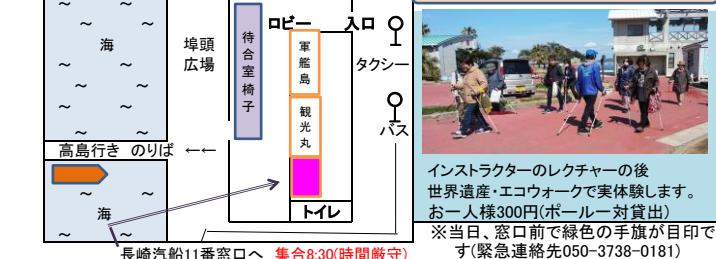 ロビー
入口
海
埠頭
広場
待合室椅子
軍艦島
タクシー
観光丸
バス
高島行き のりば ←←
トイレ
海
長崎汽船11番窓口へ 集合8:30(時間厳守)
インストラクターのレクチャーの後
世界遺産・エコウォークで実体験します。
お一人様300円(ポール一対貸出)
※当日、窓口前で緑色の手旗が目印で
す(緊急連絡先050-3738-0181)